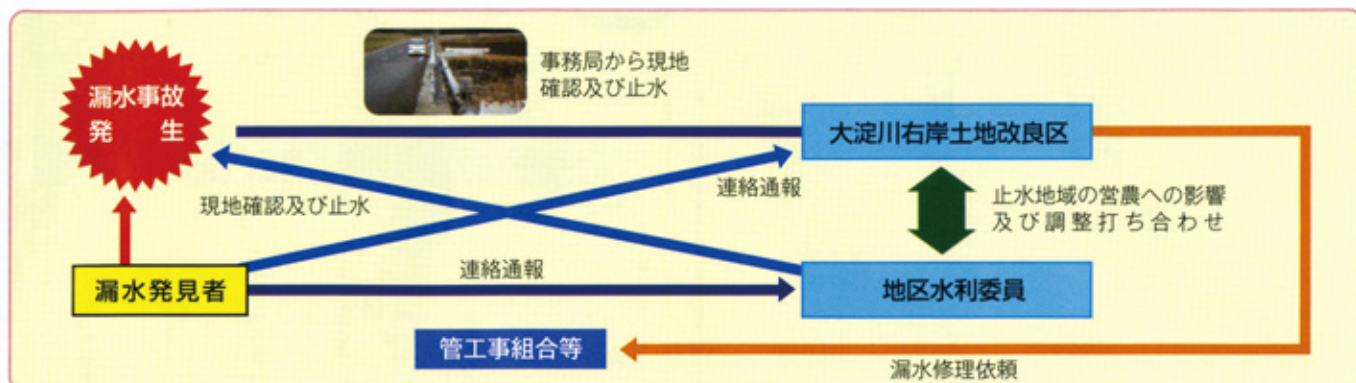 漏水事故
発　生
事務局から現地
確認及び止水
大淀川右岸土地改良区
連絡通報
現地確認及び止水
止水地域の営農への影響
及び調整打ち合わせ
漏水発見者
連絡通報
地区水利委員
管工事組合等
漏水修理依頼